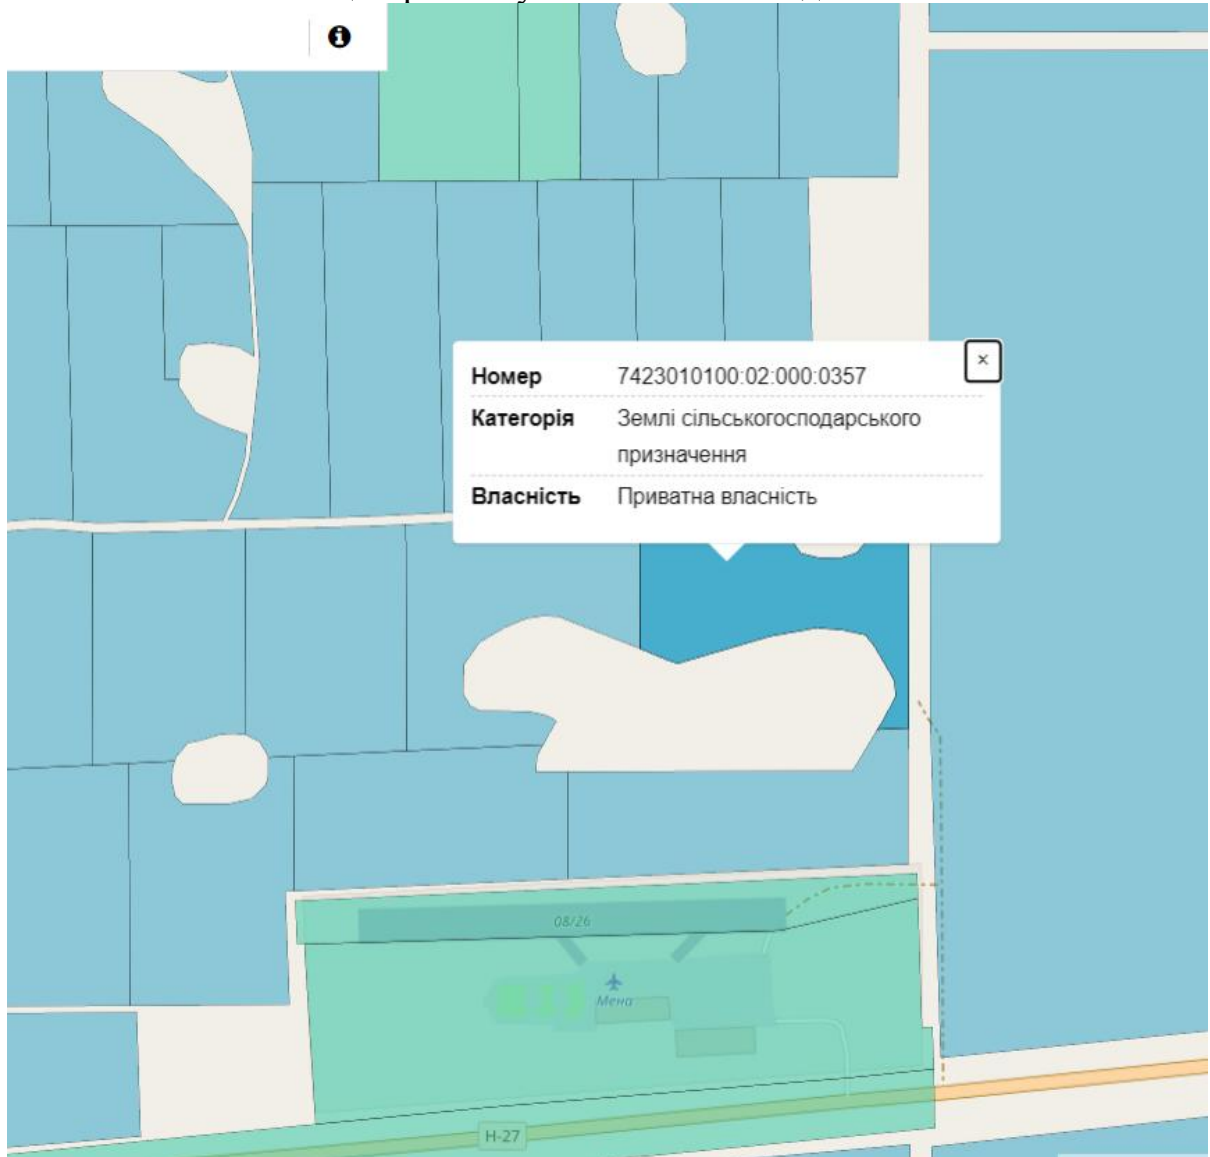 Номер 7423010100:02:000:0357
Категорія Землі сільськогосподарського
призначення
Власність Приватна власність
08/26
Мена
Н-27